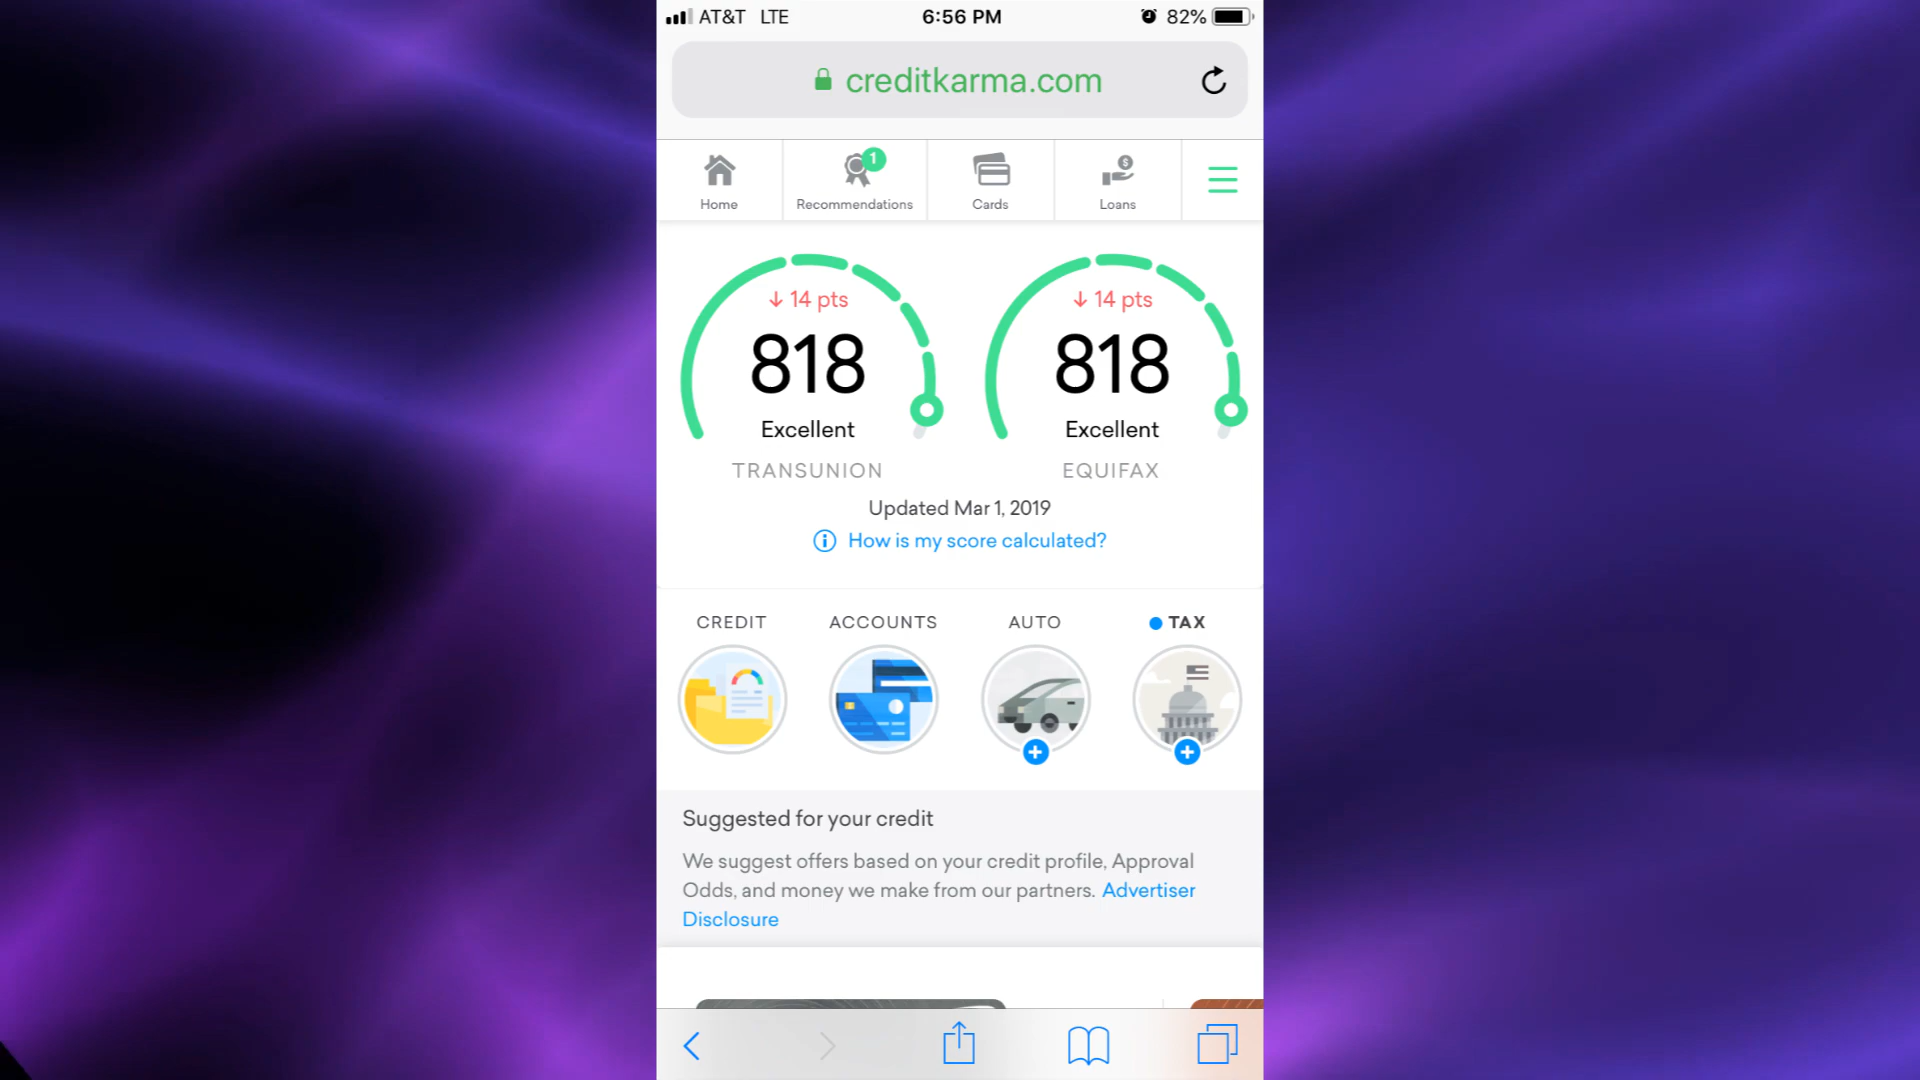 AT&T LTE 6:56 PM 82%
creditkarma.com
1
Home Recommendations Cards Loans
↓ 14 pts ↓ 14 pts
818 818
Excellent Excellent
TRANSUNION EQUIFAX
Updated Mar 1, 2019
How is my score calculated?
CREDIT ACCOUNTS AUTO TAX
Suggested for your credit
We suggest offers based on your credit profile, Approval
Odds, and money we make from our partners. Advertiser
Disclosure